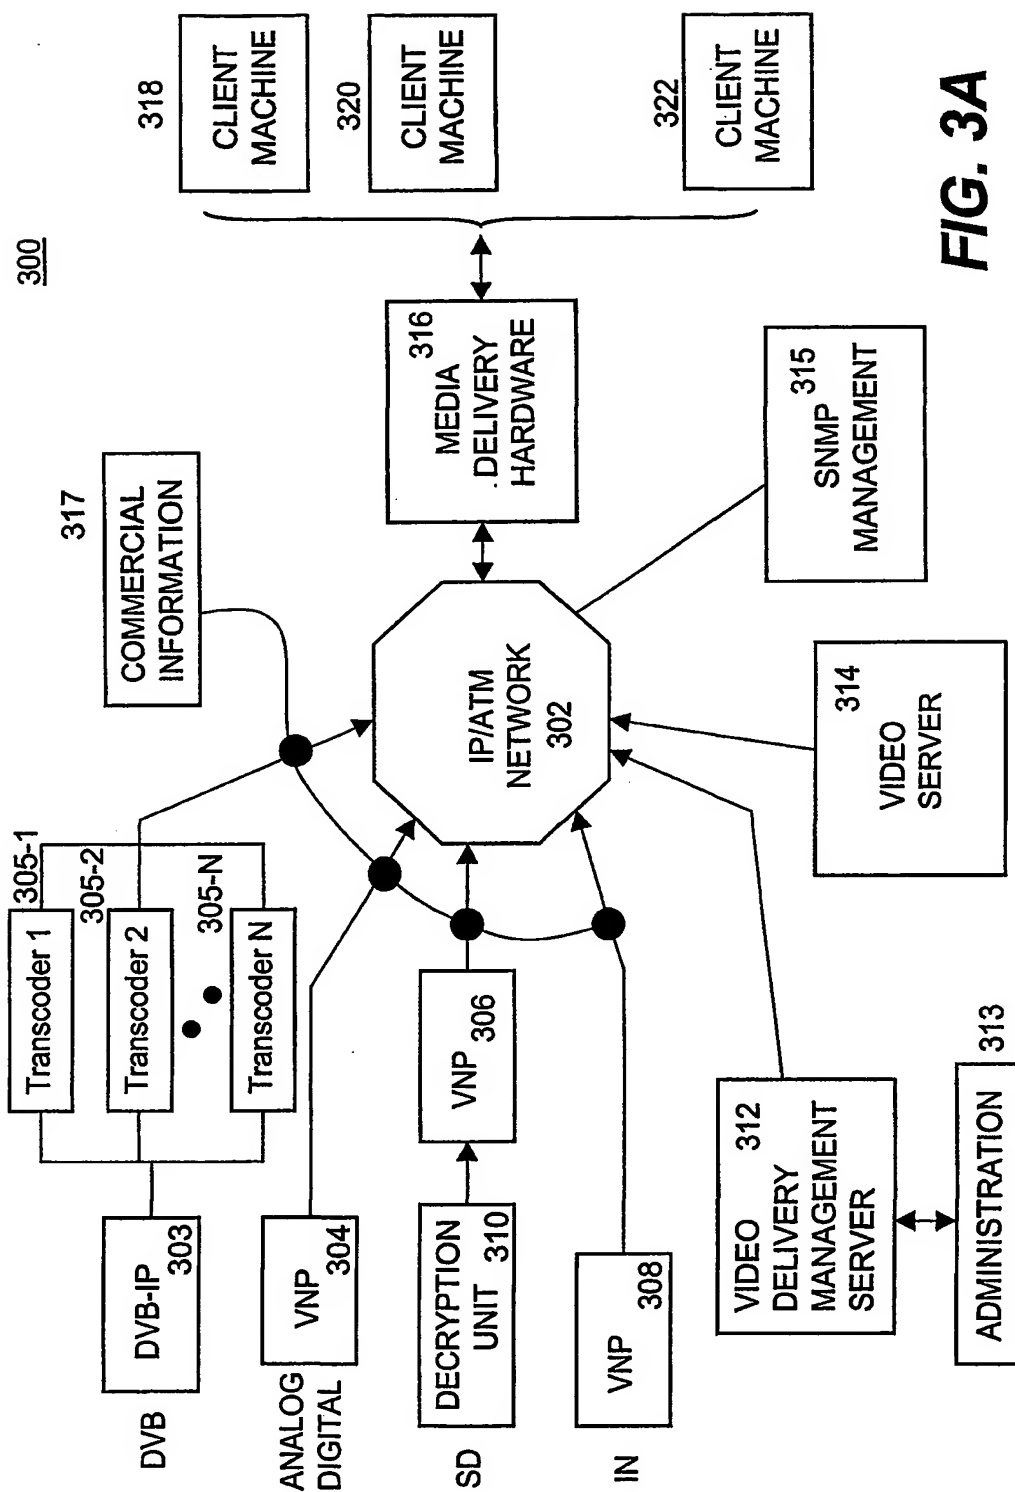 300
DVB
DVB-IP
303
Transcoder 1
305-1
Transcoder 2
305-2
Transcoder N
305-N
COMMERCIAL
INFORMATION
317
ANALOG
DIGITAL
VNP
304
SD
DECRYPTION
UNIT
310
VNP
306
IN
VNP
308
IP/ATM
NETWORK
302
316
MEDIA
DELIVERY
HARDWARE
318
CLIENT
MACHINE
320
CLIENT
MACHINE
322
CLIENT
MACHINE
VIDEO
312
DELIVERY
MANAGEMENT
SERVER
ADMINISTRATION
313
314
VIDEO
SERVER
315
SNMP
MANAGEMENT
FIG. 3A